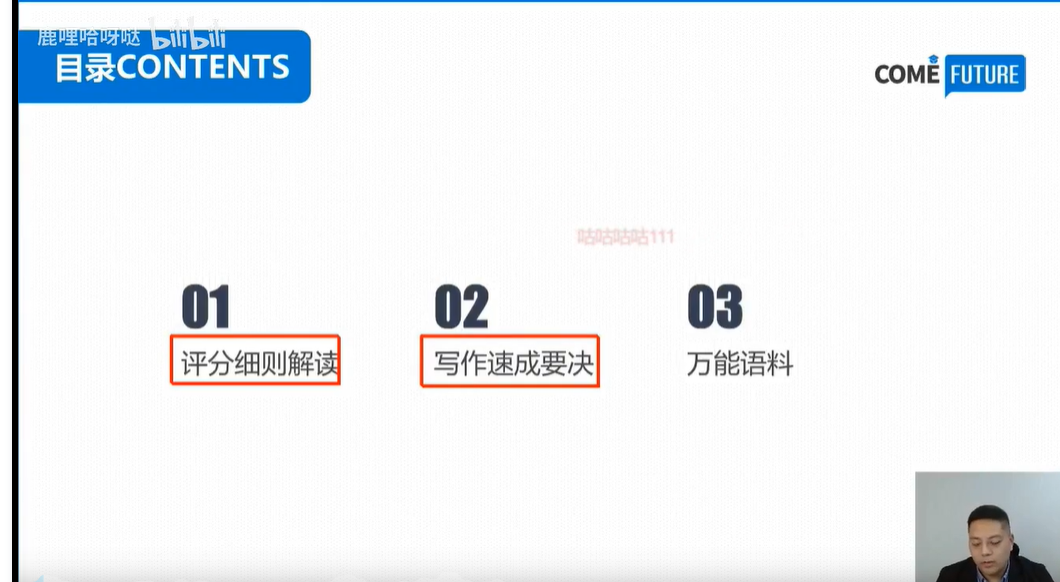 鹿哩哈呀哒 bilibili
目录CONTENTS
COME FUTURE
咕咕咕咕111
01
02
03
评分细则解读
写作速成要决
万能语料